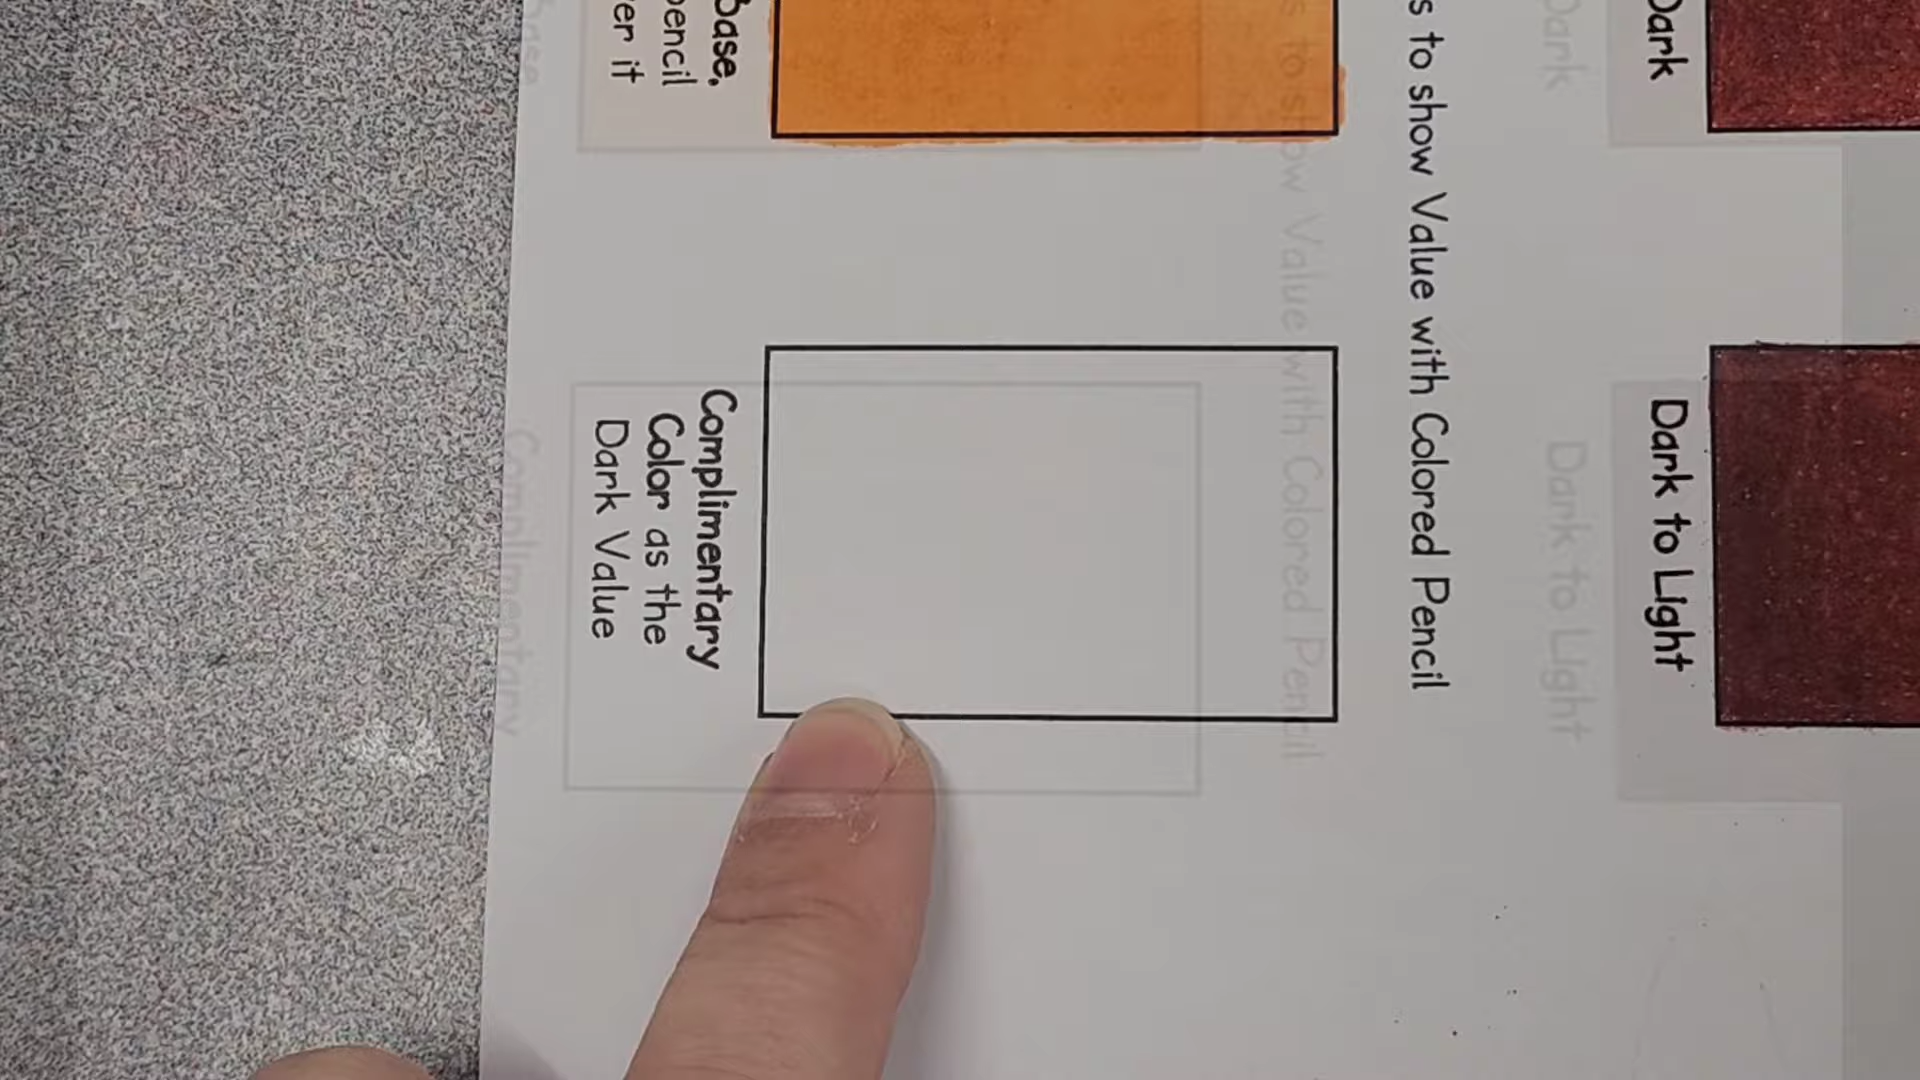 Dark
Dark to Light
s to show Value with Colored Pencil
Base,
pencil
er it
Complimentary
Color as the
Dark Value